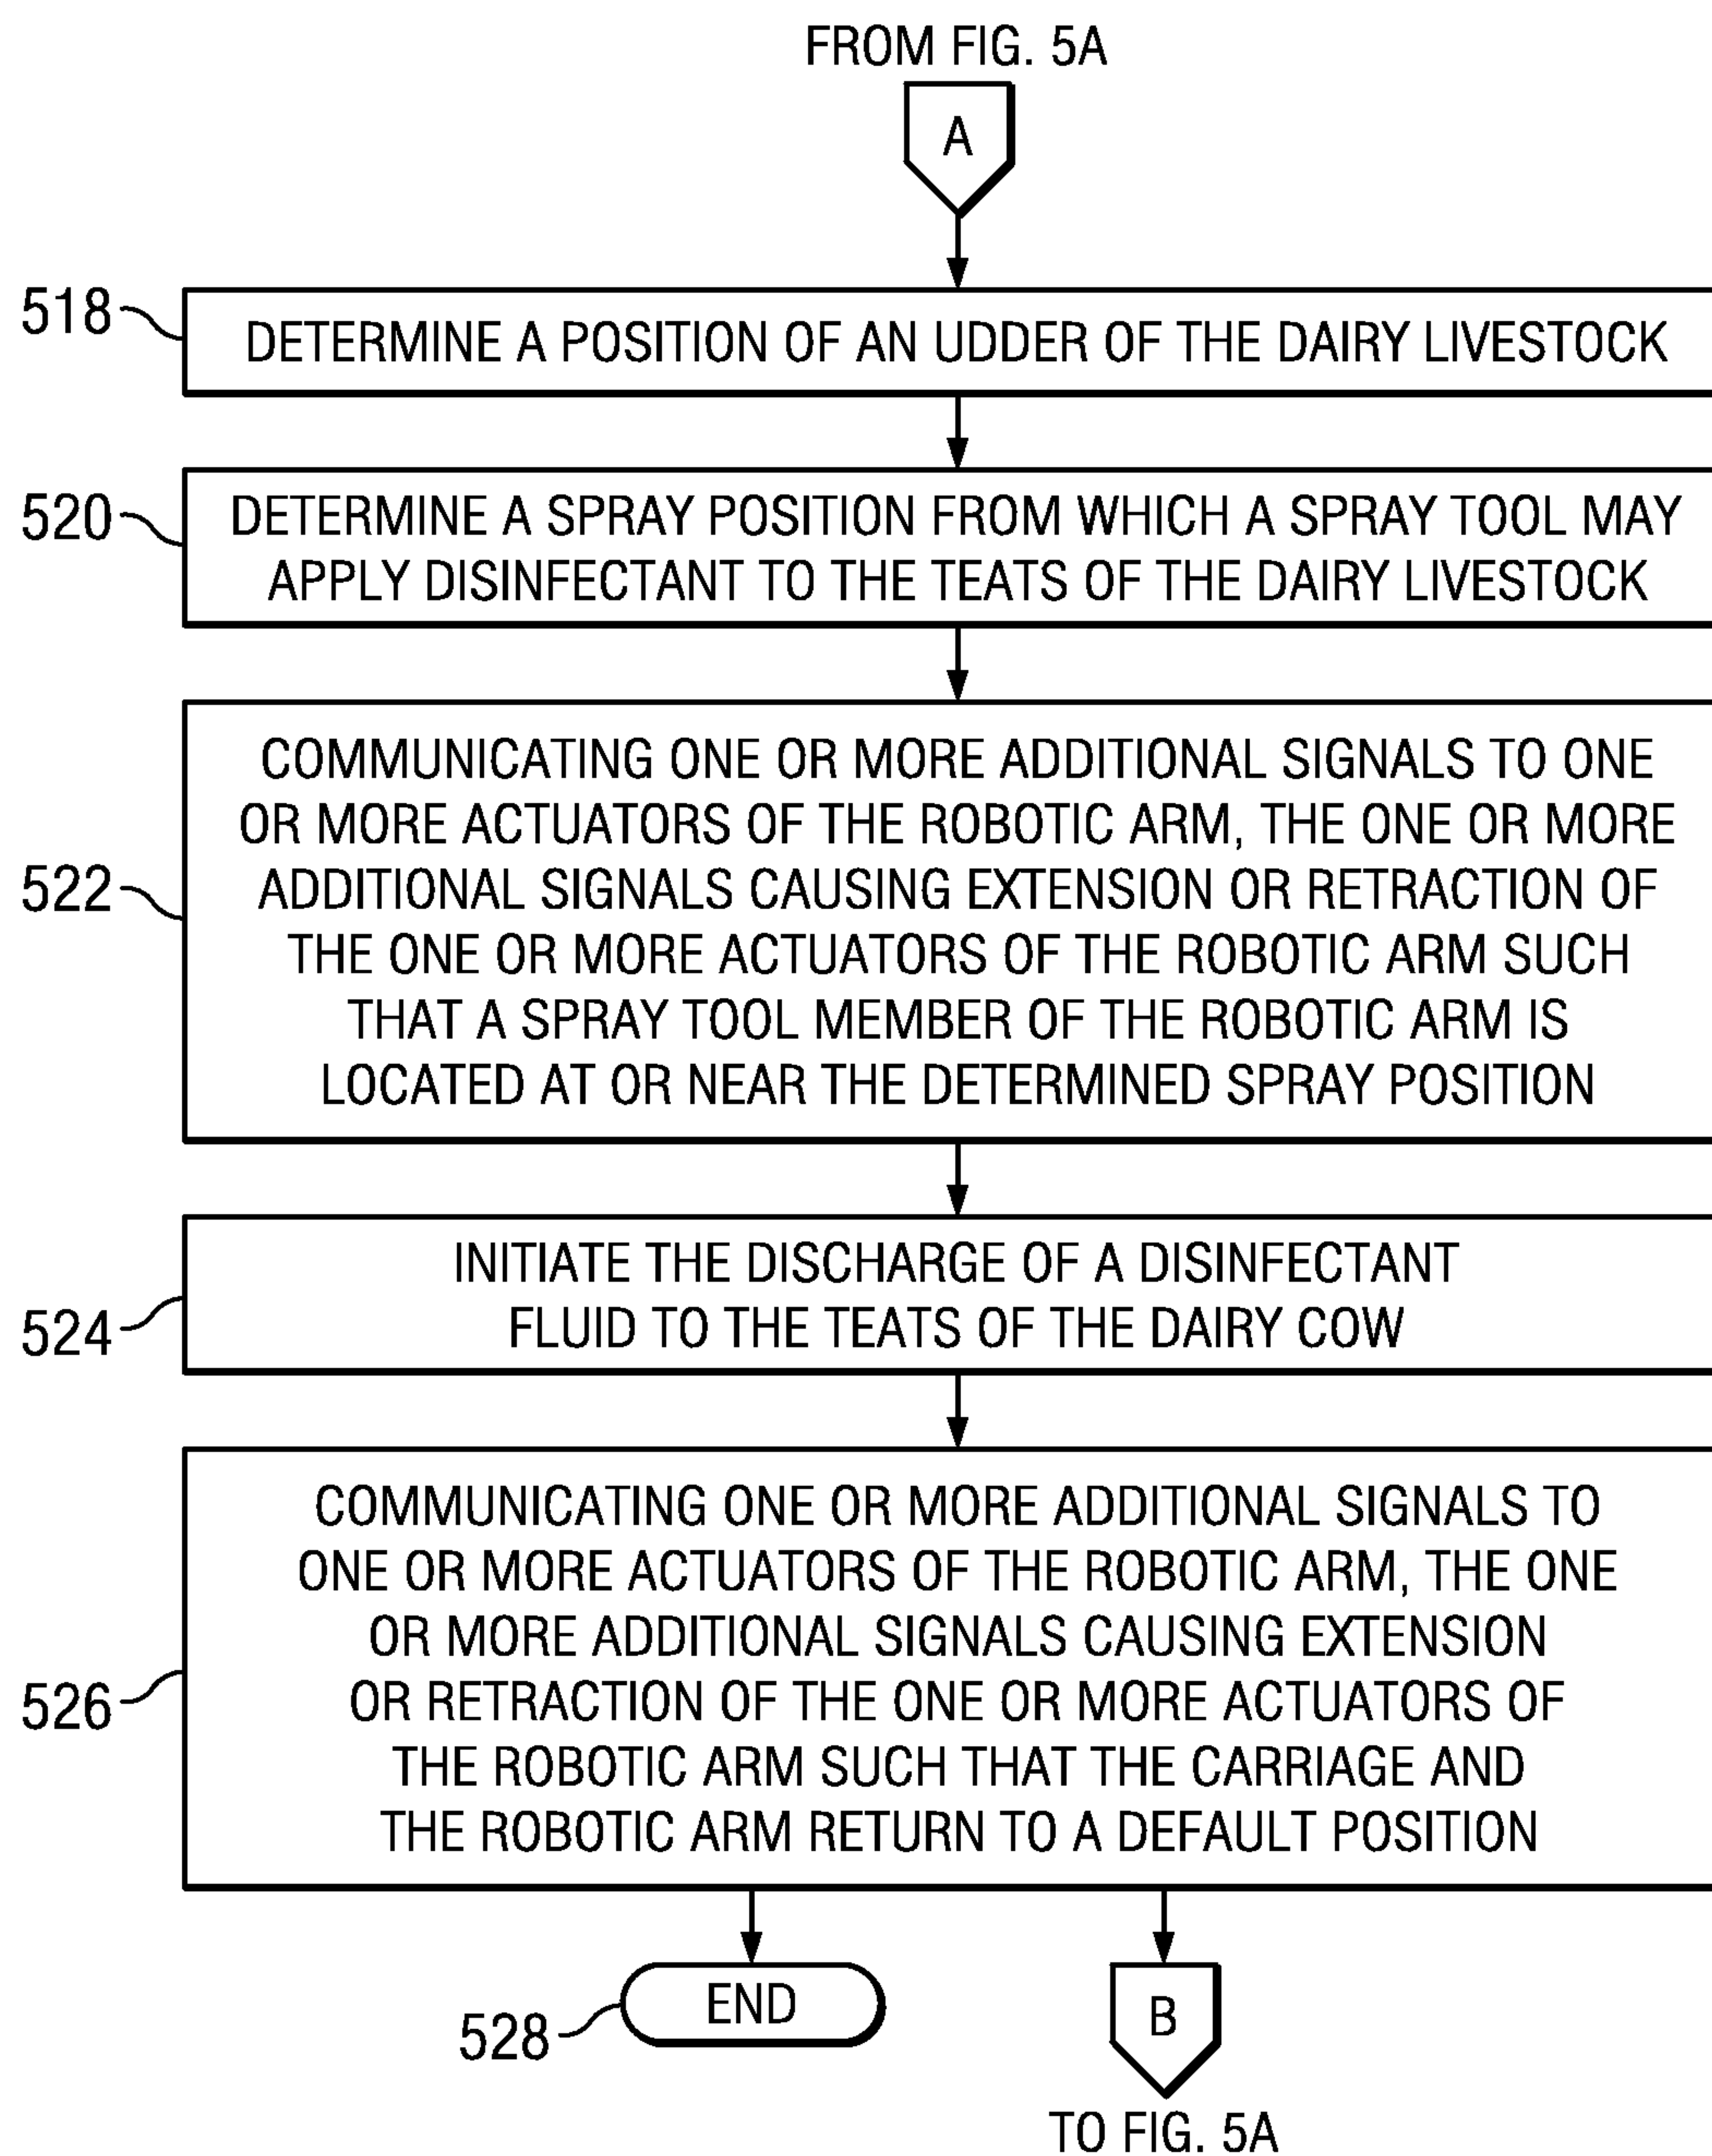 FROM FIG. 5A
A
518
DETERMINE A POSITION OF AN UDDER OF THE DAIRY LIVESTOCK
520
DETERMINE A SPRAY POSITION FROM WHICH A SPRAY TOOL MAY
APPLY DISINFECTANT TO THE TEATS OF THE DAIRY LIVESTOCK
522
COMMUNICATING ONE OR MORE ADDITIONAL SIGNALS TO ONE
OR MORE ACTUATORS OF THE ROBOTIC ARM, THE ONE OR MORE
ADDITIONAL SIGNALS CAUSING EXTENSION OR RETRACTION OF
THE ONE OR MORE ACTUATORS OF THE ROBOTIC ARM SUCH
THAT A SPRAY TOOL MEMBER OF THE ROBOTIC ARM IS
LOCATED AT OR NEAR THE DETERMINED SPRAY POSITION
524
INITIATE THE DISCHARGE OF A DISINFECTANT
FLUID TO THE TEATS OF THE DAIRY COW
526
COMMUNICATING ONE OR MORE ADDITIONAL SIGNALS TO
ONE OR MORE ACTUATORS OF THE ROBOTIC ARM, THE ONE
OR MORE ADDITIONAL SIGNALS CAUSING EXTENSION
OR RETRACTION OF THE ONE OR MORE ACTUATORS OF
THE ROBOTIC ARM SUCH THAT THE CARRIAGE AND
THE ROBOTIC ARM RETURN TO A DEFAULT POSITION
528
END
B
TO FIG. 5A